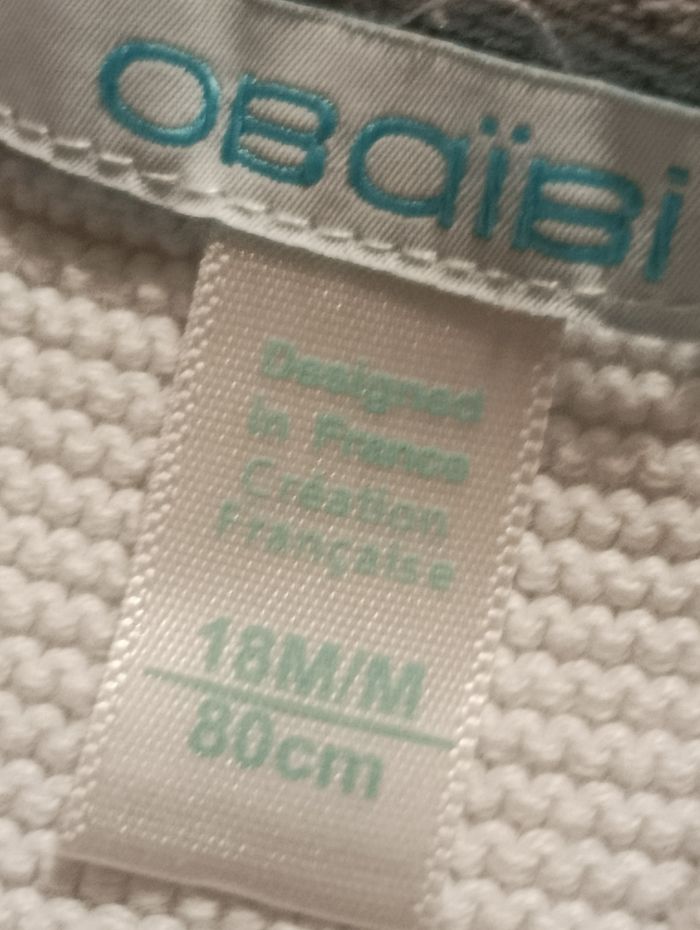 OBaïBi
Designed
in France
Création
Française
18M/M
80cm